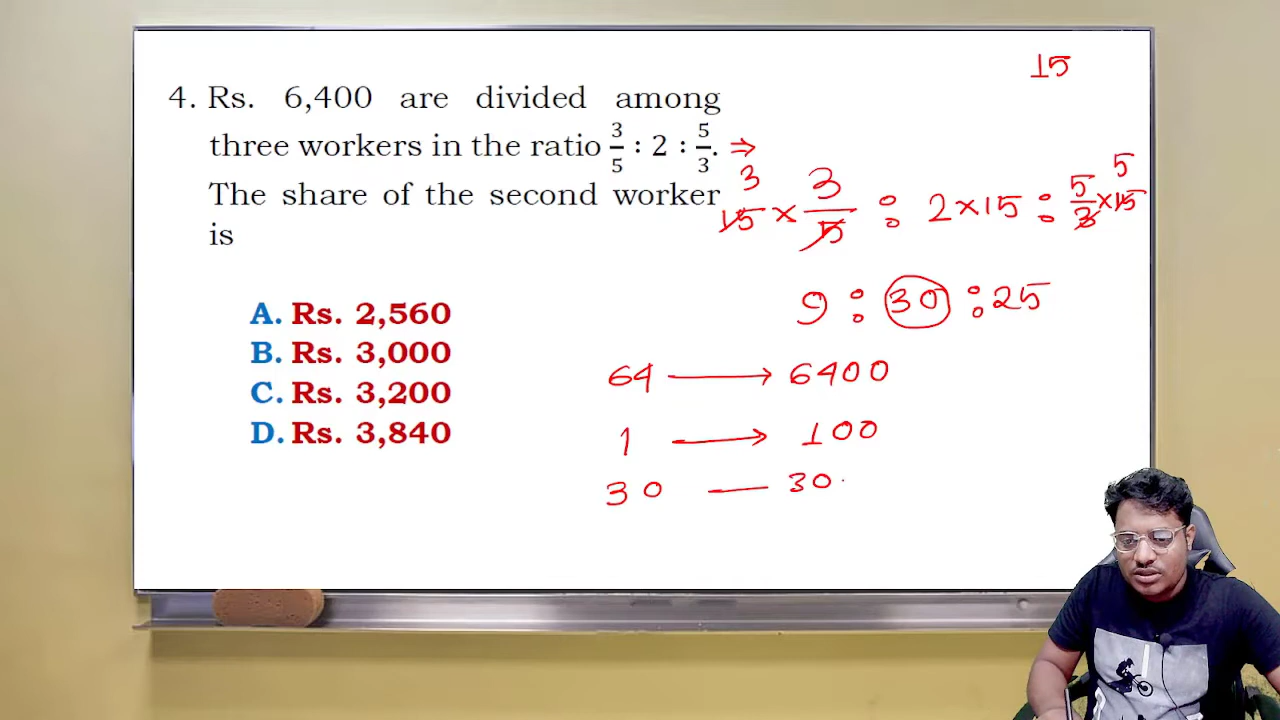 15
4. Rs. 6,400 are divided among
three workers in the ratio 3/5 : 2 : 5/3. ⇒
The share of the second worker
is
3 5
15 × 3/5 : 2×15 : 5/3 ×15
9 : 30 : 25
A. Rs. 2,560
B. Rs. 3,000
C. Rs. 3,200
D. Rs. 3,840
64 → 6400
1 → 100
30 — 30